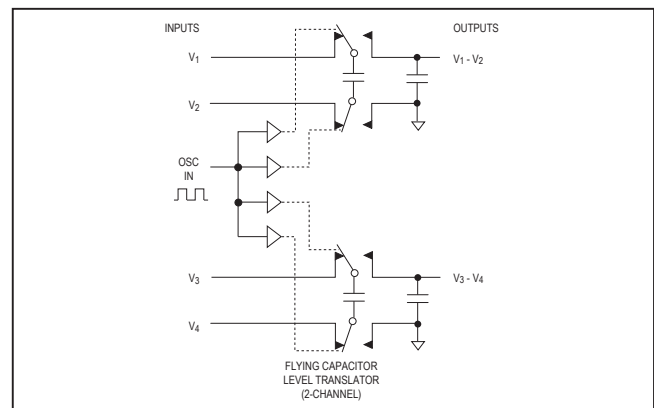 INPUTS
OUTPUTS
V1
V1 - V2
V2
OSC
IN
V3
V3 - V4
V4
FLYING CAPACITOR
LEVEL TRANSLATOR
(2-CHANNEL)